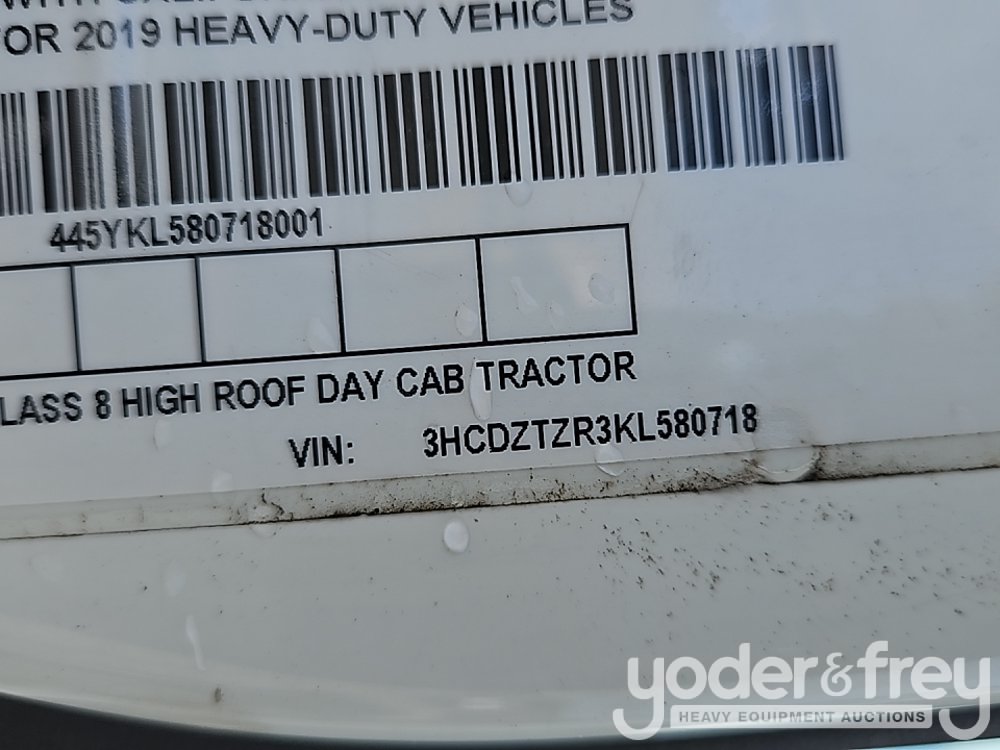 OR 2019 HEAVY-DUTY VEHICLES
445YKL580718001
LASS 8 HIGH ROOF DAY CAB TRACTOR
VIN: 3HCDZTZR3KL580718
yoder&frey
HEAVY EQUIPMENT AUCTIONS